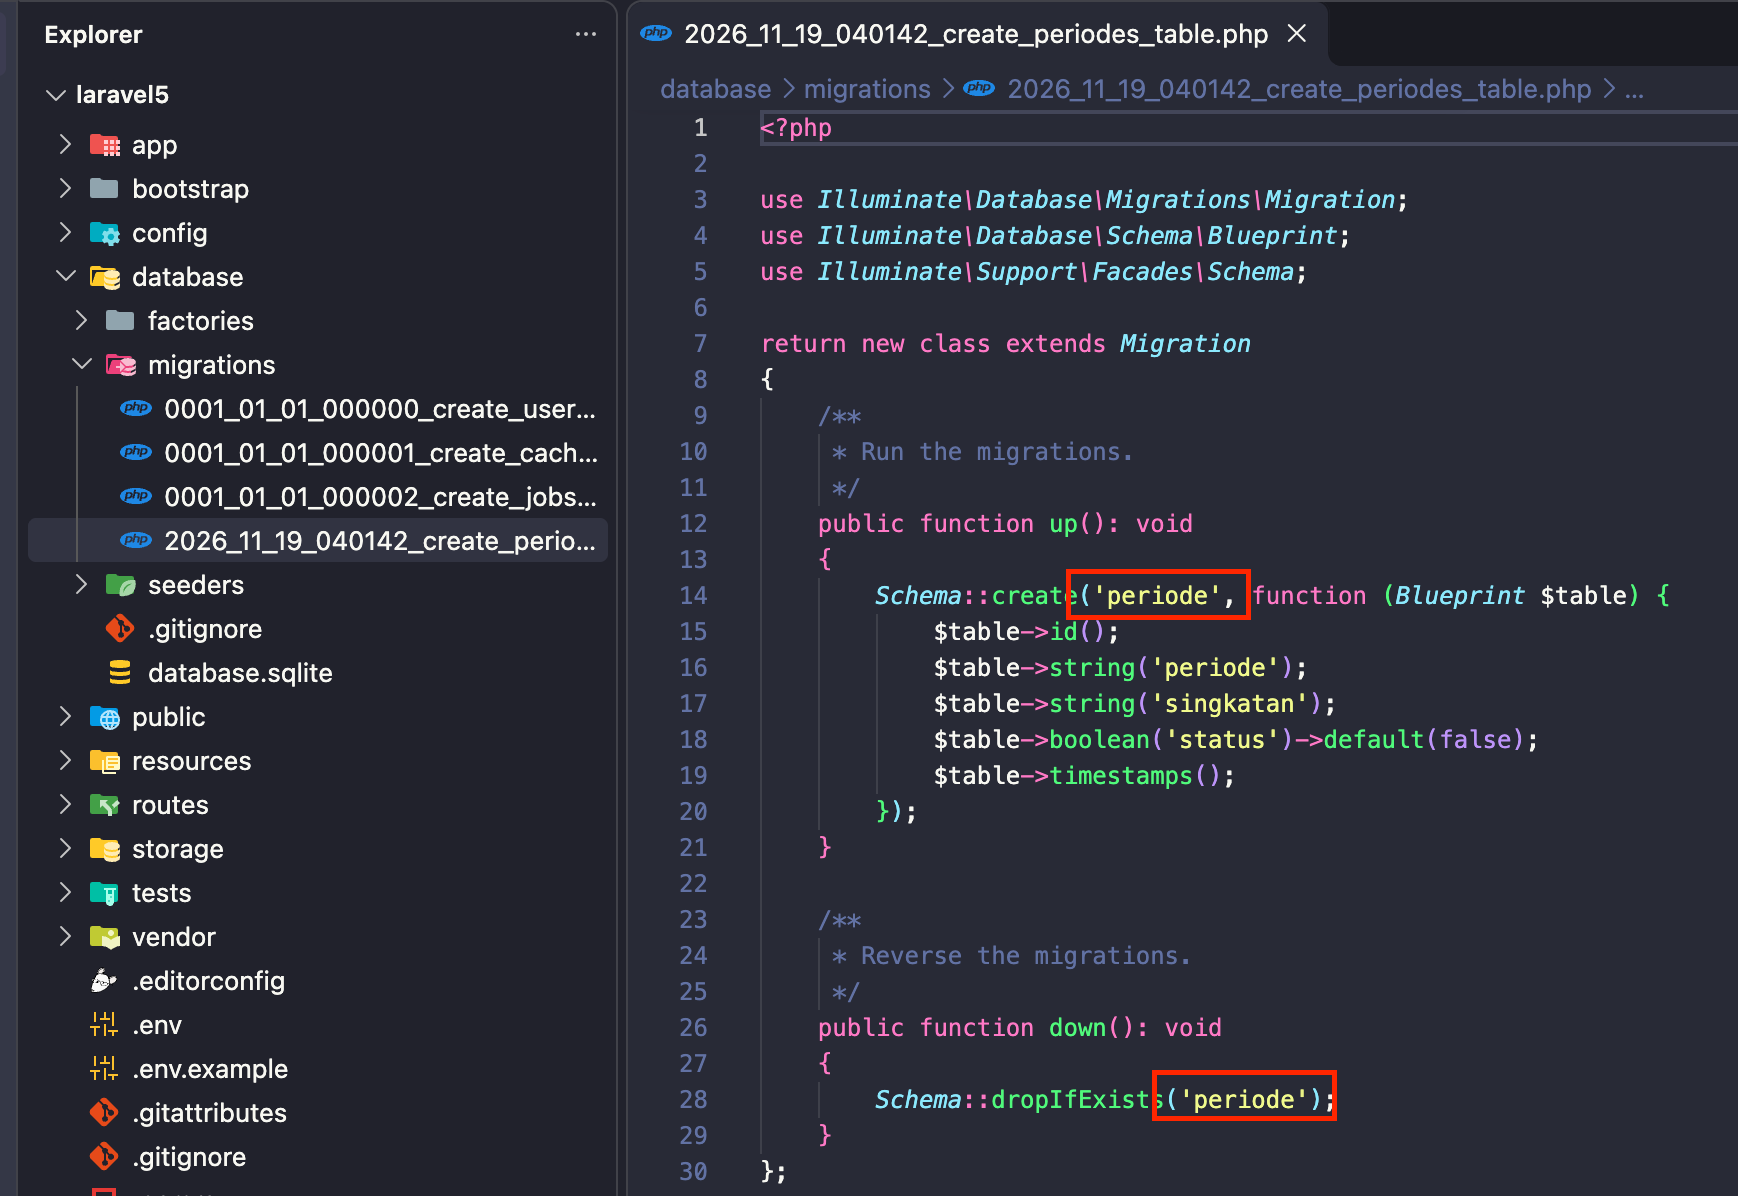 Explorer
laravel5
app
bootstrap
config
database
factories
migrations
0001_01_01_000000_create_user...
0001_01_01_000001_create_cach...
0001_01_01_000002_create_jobs...
2026_11_19_040142_create_perio...
seeders
.gitignore
database.sqlite
public
resources
routes
storage
tests
vendor
.editorconfig
.env
.env.example
.gitattributes
.gitignore
php 2026_11_19_040142_create_periodes_table.php
database > migrations > php 2026_11_19_040142_create_periodes_table.php > ...
1 <?php
2
3 use Illuminate\Database\Migrations\Migration;
4 use Illuminate\Database\Schema\Blueprint;
5 use Illuminate\Support\Facades\Schema;
6
7 return new class extends Migration
8 {
9     /**
10      * Run the migrations.
11      */
12     public function up(): void
13     {
14         Schema::create('periode', function (Blueprint $table) {
15             $table->id();
16             $table->string('periode');
17             $table->string('singkatan');
18             $table->boolean('status')->default(false);
19             $table->timestamps();
20         });
21     }
22
23     /**
24      * Reverse the migrations.
25      */
26     public function down(): void
27     {
28         Schema::dropIfExists('periode');
29     }
30 };